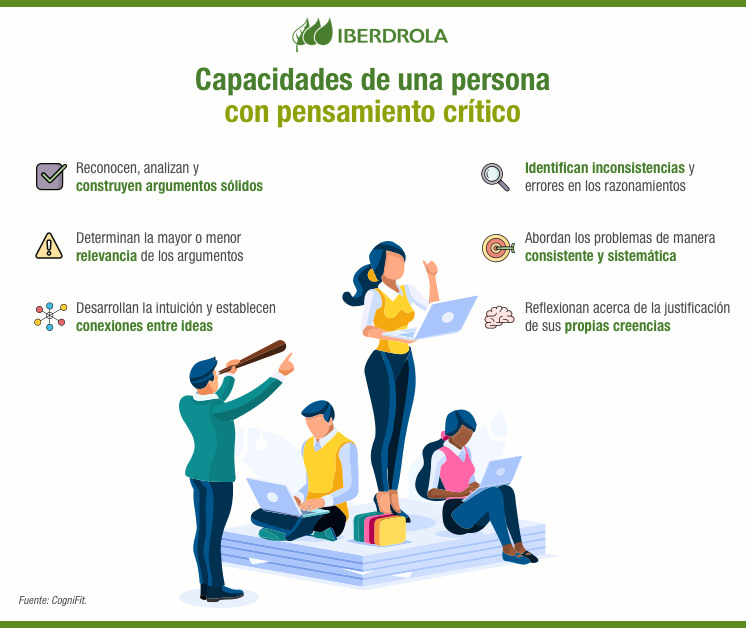 IBERDROLA
Capacidades de una persona
con pensamiento crítico
Reconocen, analizan y
construyen argumentos sólidos
Determinan la mayor o menor
relevancia de los argumentos
Desarrollan la intuición y establecen
conexiones entre ideas
Identifican inconsistencias y
errores en los razonamientos
Abordan los problemas de manera
consistente y sistemática
Reflexionan acerca de la justificación
de sus propias creencias
Fuente: CogniFit.